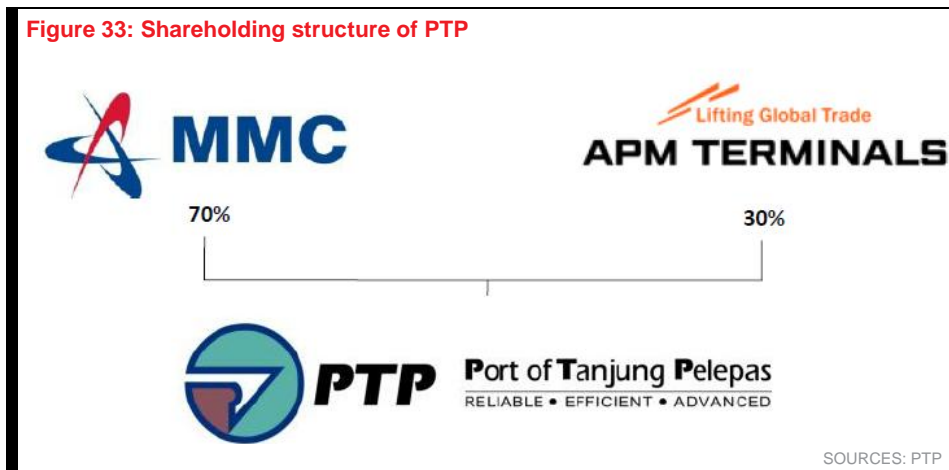 Figure 33: Shareholding structure of PTP
MMC
Lifting Global Trade
APM TERMINALS
70%
30%
PTP
Port of Tanjung Pelepas
RELIABLE • EFFICIENT • ADVANCED
SOURCES: PTP